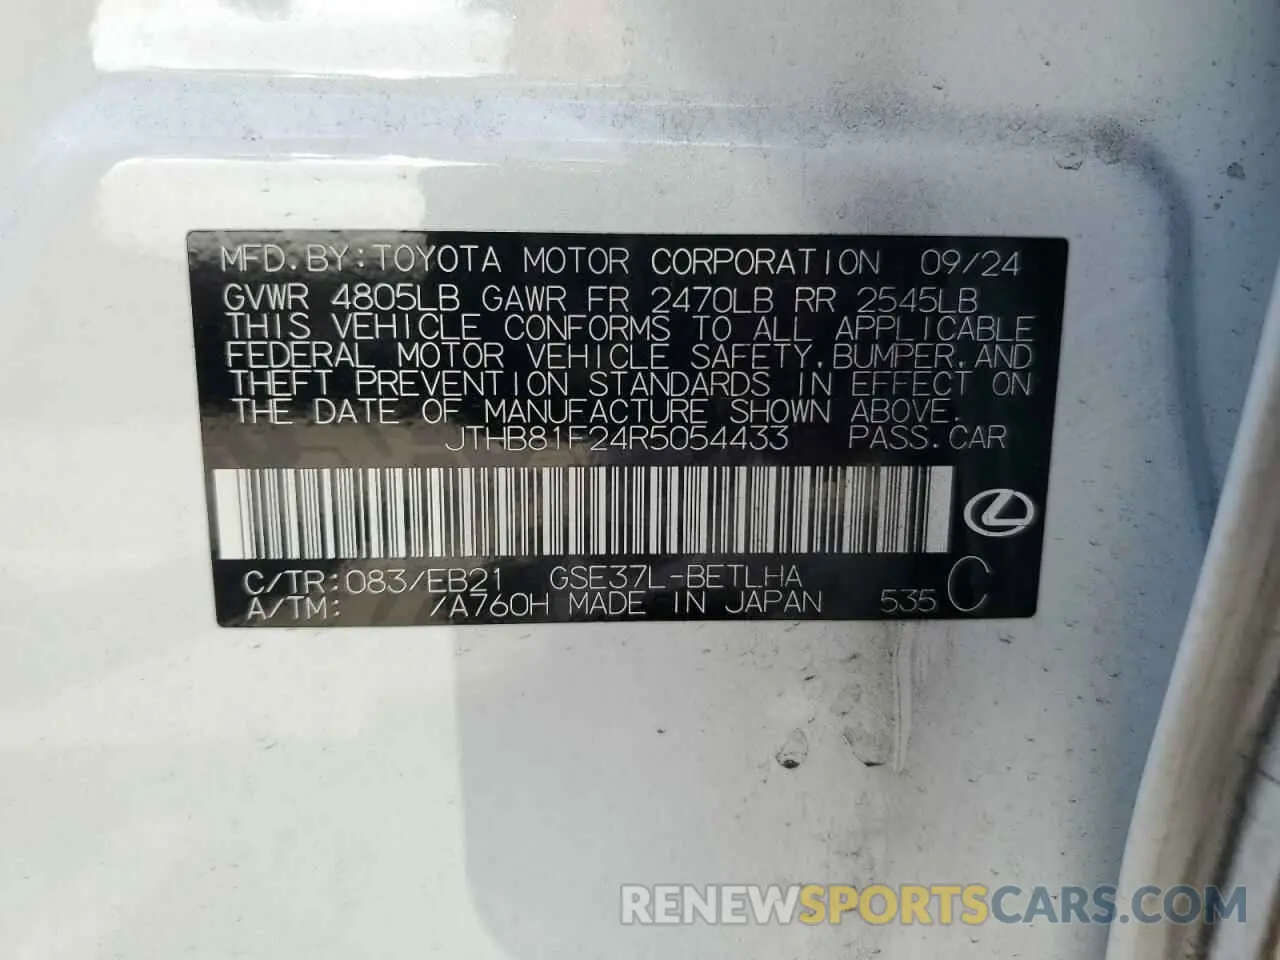 MFD. BY: TOYOTA MOTOR CORPORATION 09/24
GVWR 4805LB GAWR FR 2470LB RR 2545LB
THIS VEHICLE CONFORMS TO ALL APPLICABLE
FEDERAL MOTOR VEHICLE SAFETY, BUMPER, AND
THEFT PREVENTION STANDARDS IN EFFECT ON
THE DATE OF MANUFACTURE SHOWN ABOVE.
JTHB81F24R5054433 PASS. CAR
C/TR: 083/EB21 GSE37L-BETLHA C
A/TM: /A760H MADE IN JAPAN 535
RENEWSPORTSCARS.COM